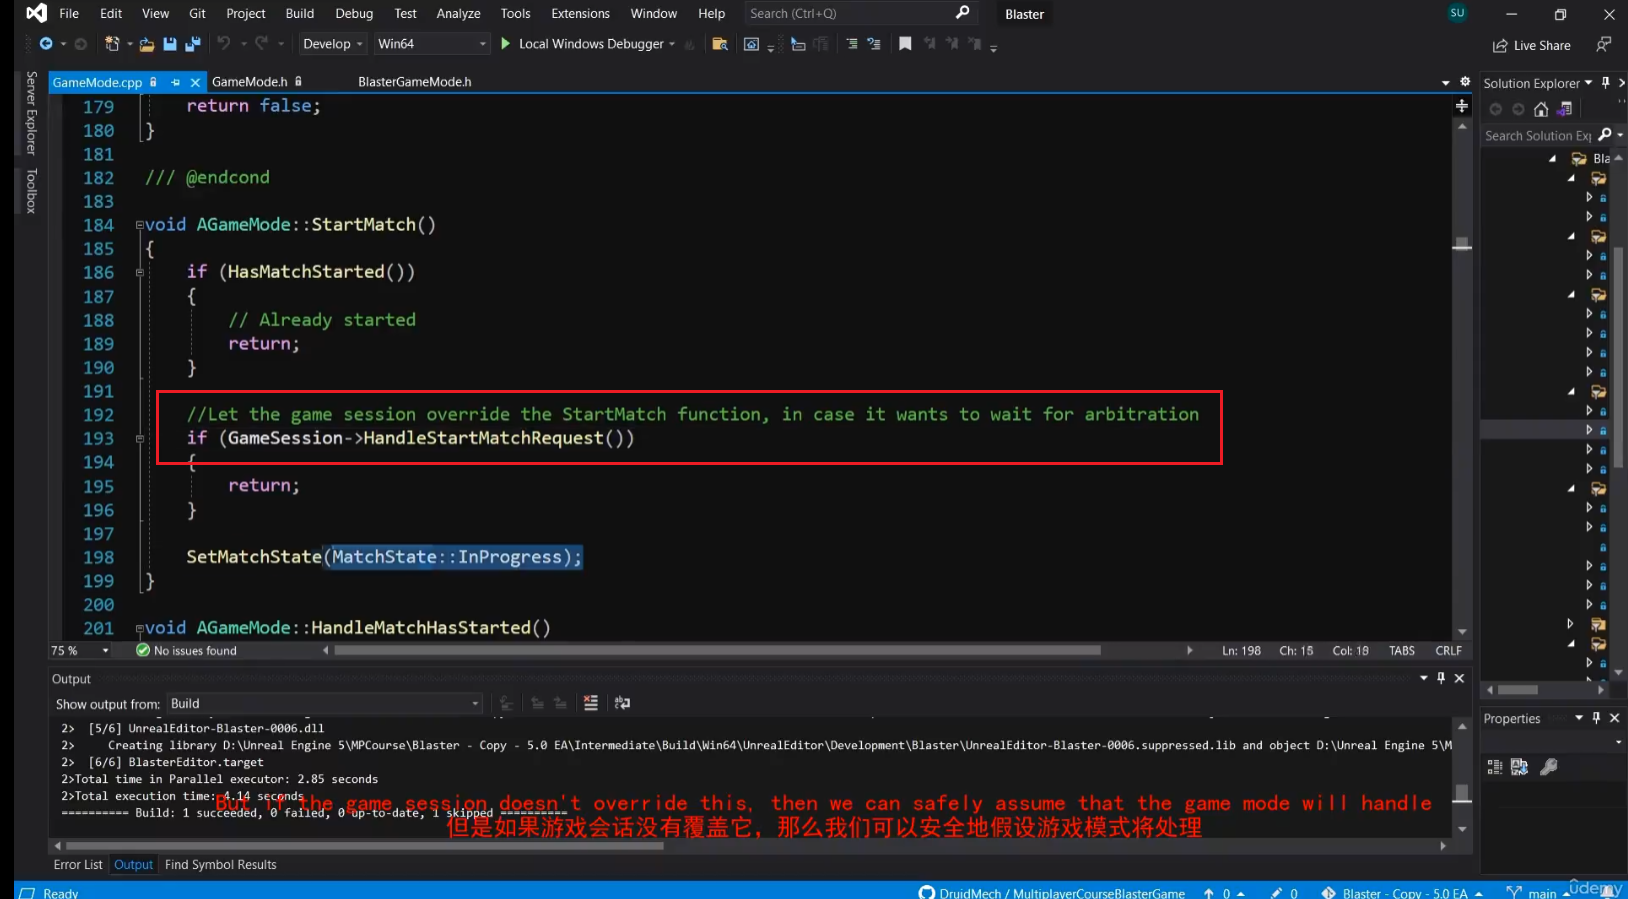 File Edit View Git Project Build Debug Test Analyze Tools Extensions Window Help Search (Ctrl+Q) Blaster SU
Develop Win64 Local Windows Debugger Live Share
Server Explorer
Toolbox
GameMode.cpp GameMode.h BlasterGameMode.h
179 return false;
180 }
181
182 /// @endcond
183
184 void AGameMode::StartMatch()
185 {
186 if (HasMatchStarted())
187 {
188 // Already started
189 return;
190 }
191
192 //Let the game session override the StartMatch function, in case it wants to wait for arbitration
193 if (GameSession->HandleStartMatchRequest())
194 {
195 return;
196 }
197
198 SetMatchState(MatchState::InProgress);
199 }
200
201 void AGameMode::HandleMatchHasStarted()
75 % No issues found Ln: 198 Ch: 15 Col: 18 TABS CRLF
Output
Show output from: Build
2> [5/6] UnrealEditor-Blaster-0006.dll
2> Creating library D:\Unreal Engine 5\MPCourse\Blaster - Copy - 5.0 EA\Intermediate\Build\Win64\UnrealEditor\Development\Blaster\UnrealEditor-Blaster-0006.suppressed.lib and object D:\Unreal Engine 5\M
2> [6/6] BlasterEditor.target
2>Total time in Parallel executor: 2.85 seconds
2>Total execution time: 4.14 seconds
========== Build: 1 succeeded, 0 failed, 0 up-to-date, 1 skipped ==========
But if the game session doesn't override this, then we can safely assume that the game mode will handle
但是如果游戏会话没有覆盖它，那么我们可以安全地假设游戏模式将处理
Error List Output Find Symbol Results
Solution Explorer
Search Solution Exp
Bla
Properties
Ready DruidMech / MultiplayerCourseBlasterGame 0 0 Blaster - Copy - 5.0 EA main
udemy